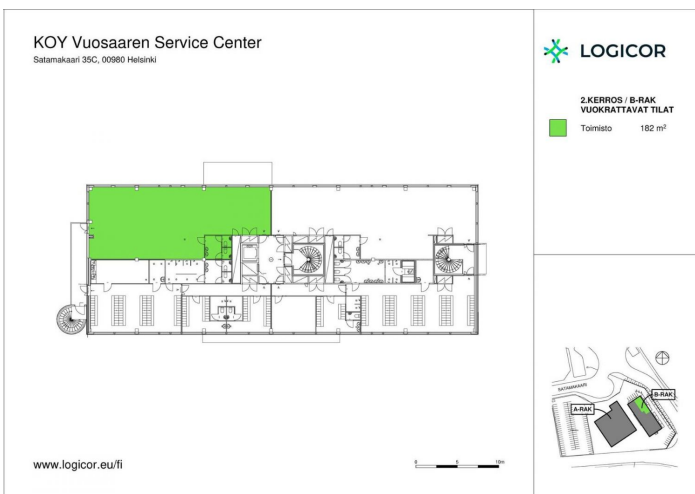 KOY Vuosaaren Service Center
Satamakaari 35C, 00980 Helsinki
LOGICOR
2.KERROS / B-RAK
VUOKRATTAVAT TILAT
Toimisto 182 m²
SATAMAKAARI
B-RAK
A-RAK
www.logicor.eu/fi
0 5 10m